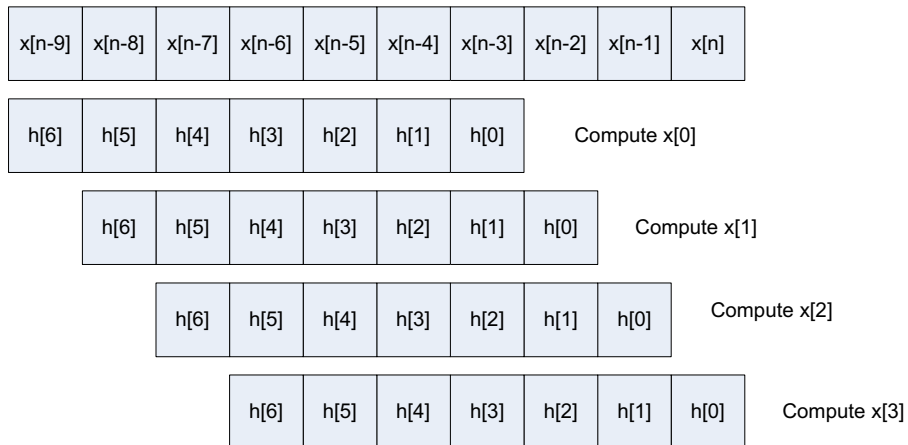 x[n-9] x[n-8] x[n-7] x[n-6] x[n-5] x[n-4] x[n-3] x[n-2] x[n-1] x[n]
h[6] h[5] h[4] h[3] h[2] h[1] h[0] Compute x[0]
h[6] h[5] h[4] h[3] h[2] h[1] h[0] Compute x[1]
h[6] h[5] h[4] h[3] h[2] h[1] h[0] Compute x[2]
h[6] h[5] h[4] h[3] h[2] h[1] h[0] Compute x[3]